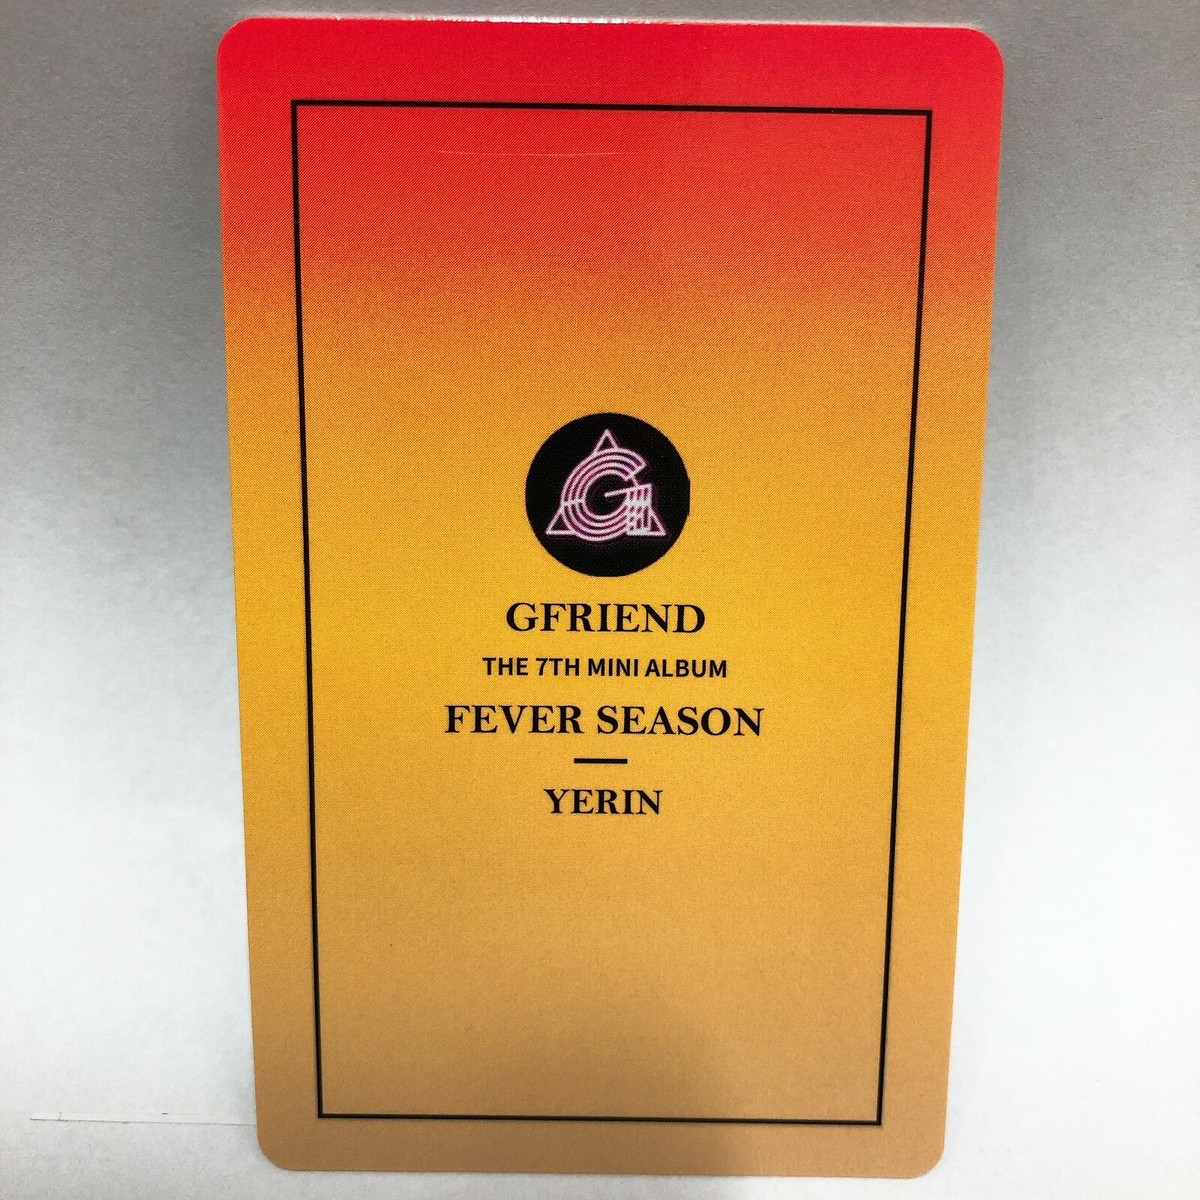 G
GFRIEND
THE 7TH MINI ALBUM
FEVER SEASON
YERIN